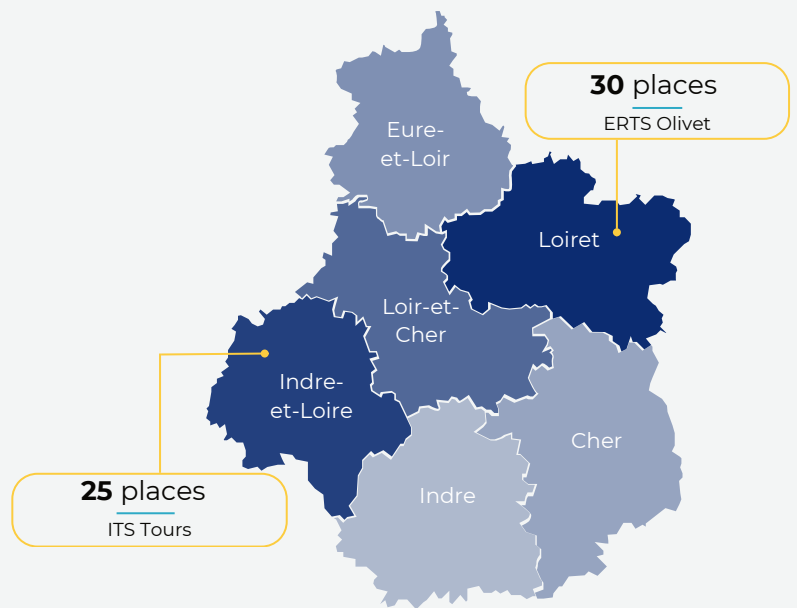 30 places
ERTS Olivet
Eure-
et-Loir
Loiret
Loir-et-
Cher
Indre-
et-Loire
Cher
Indre
25 places
ITS Tours